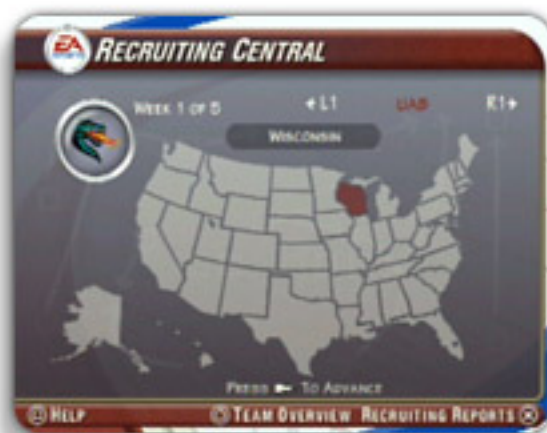 EA SPORTS
RECRUITING CENTRAL
WEEK 1 OF 5 L1 UAB R1
WISCONSIN
PRESS TO ADVANCE
HELP TEAM OVERVIEW RECRUITING REPORTS